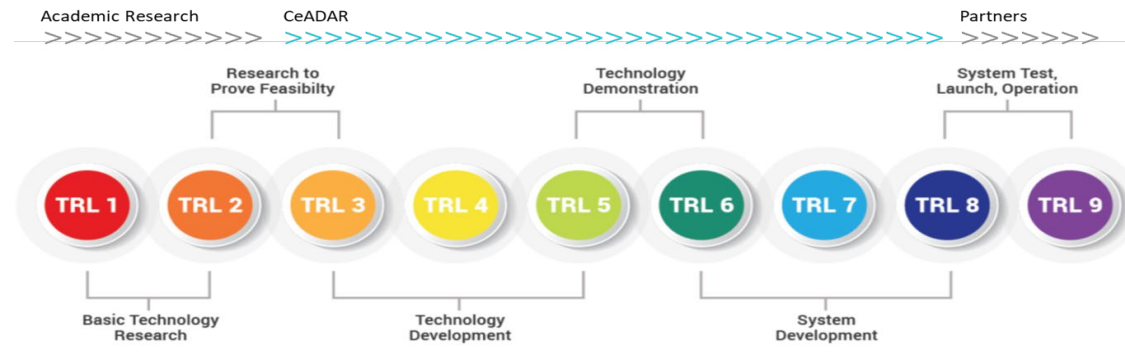 Academic Research
CeADAR
Partners
>>>>>>>>>>>
>>>>>>>>>>>>>>>>>>>>>>>>>>>>>>>>>
>>>>>>>
Research to
Prove Feasibilty
Technology
Demonstration
System Test,
Launch, Operation
TRL 1
TRL 2
TRL 3
TRL 4
TRL 5
TRL 6
TRL 7
TRL 8
TRL 9
Basic Technology
Research
Technology
Development
System
Development